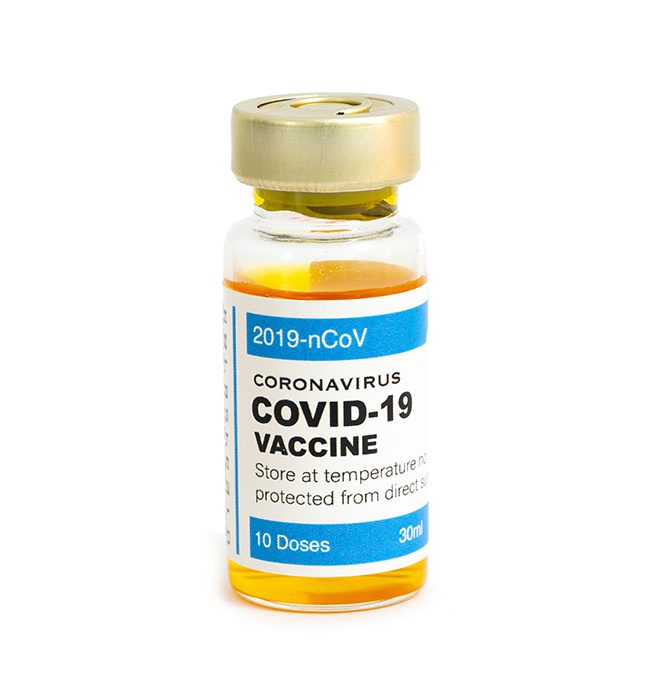 2019-nCoV
CORONAVIRUS
COVID-19
VACCINE
Store at temperature
protected from direct
10 Doses 30ml